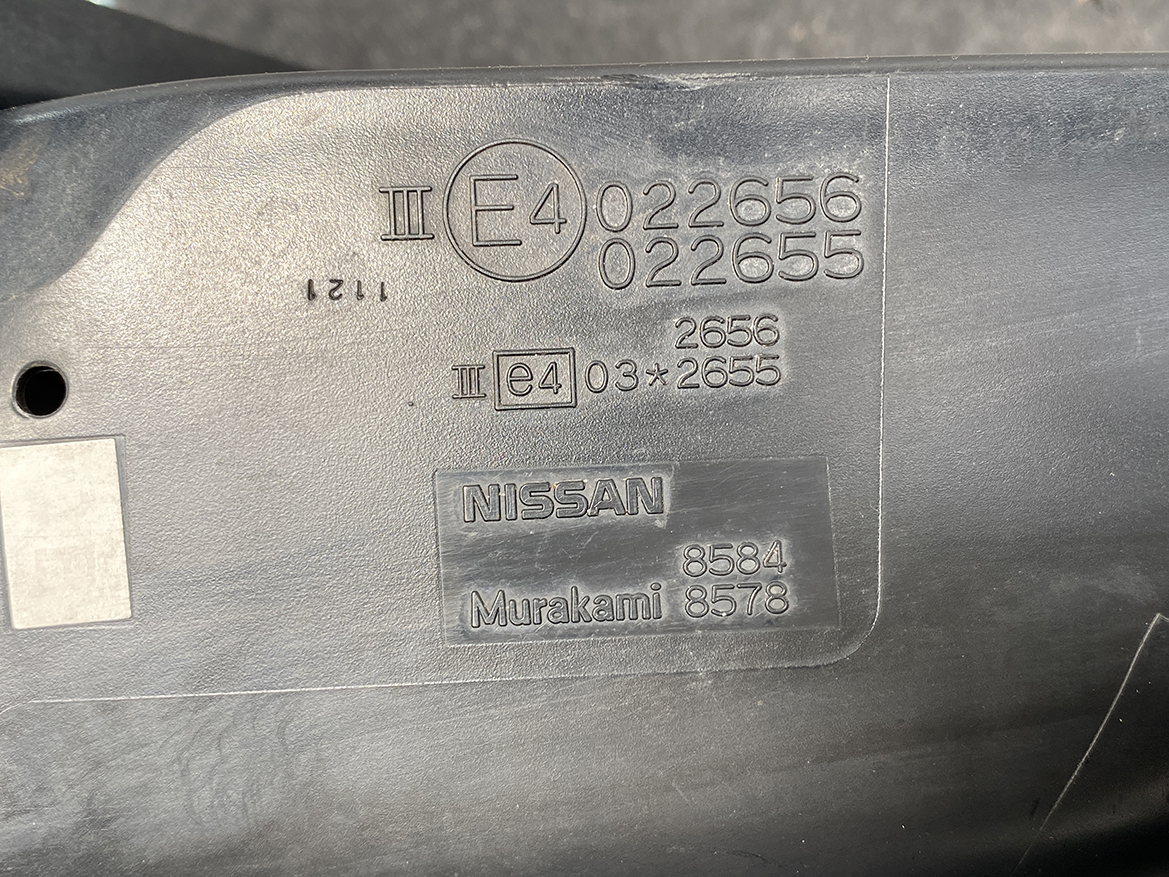 III E4 022656
022655
1121
2656
III e4 03*2655
NISSAN
8584
Murakami 8578